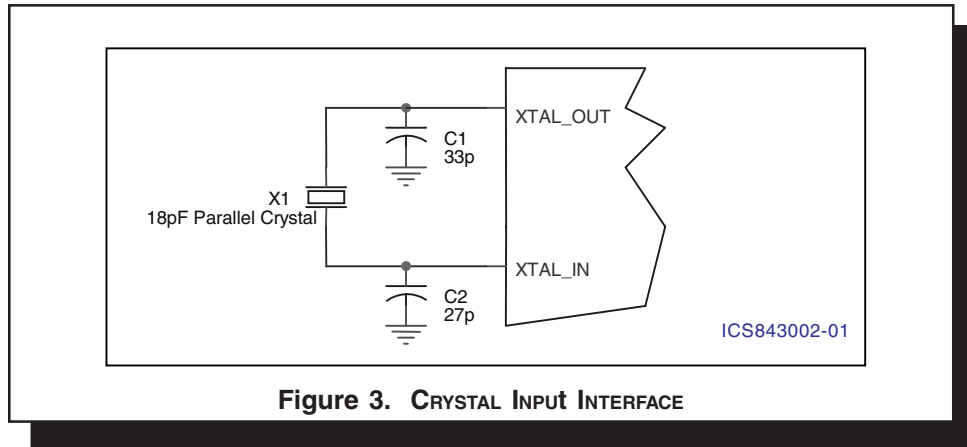 XTAL_OUT
C1
33p
X1
18pF Parallel Crystal
XTAL_IN
C2
27p
ICS843002-01
Figure 3. CRYSTAL INPUt INTERFACE